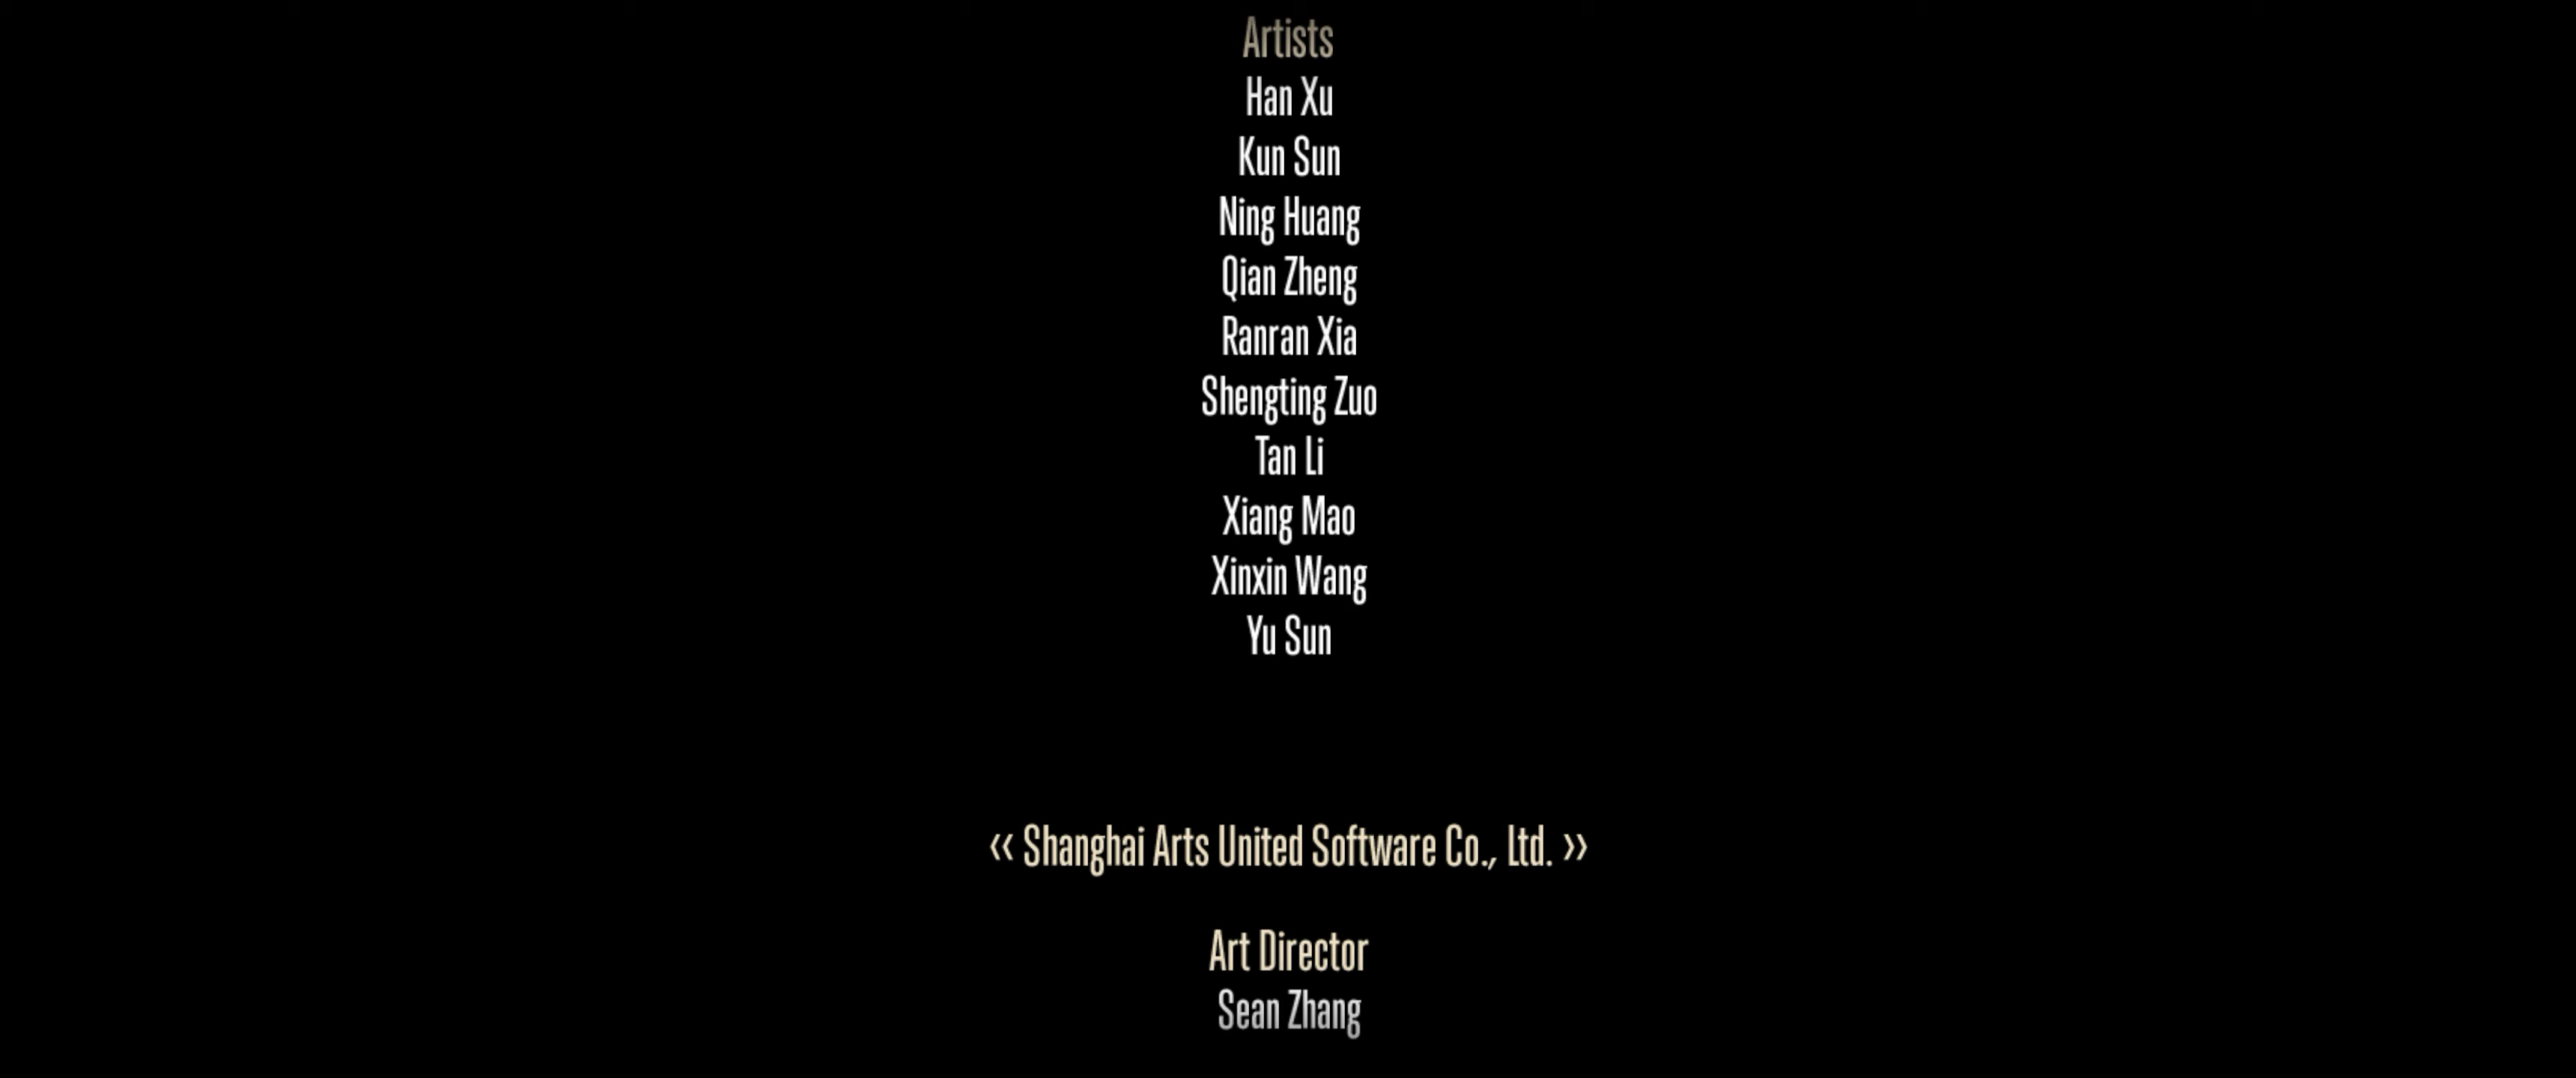 Artists
Han Xu
Kun Sun
Ning Huang
Qian Zheng
Ranran Xia
Shengting Zuo
Tan Li
Xiang Mao
Xinxin Wang
Yu Sun
‹‹ Shanghai Arts United Software Co., Ltd. ››
Art Director
Sean Zhang